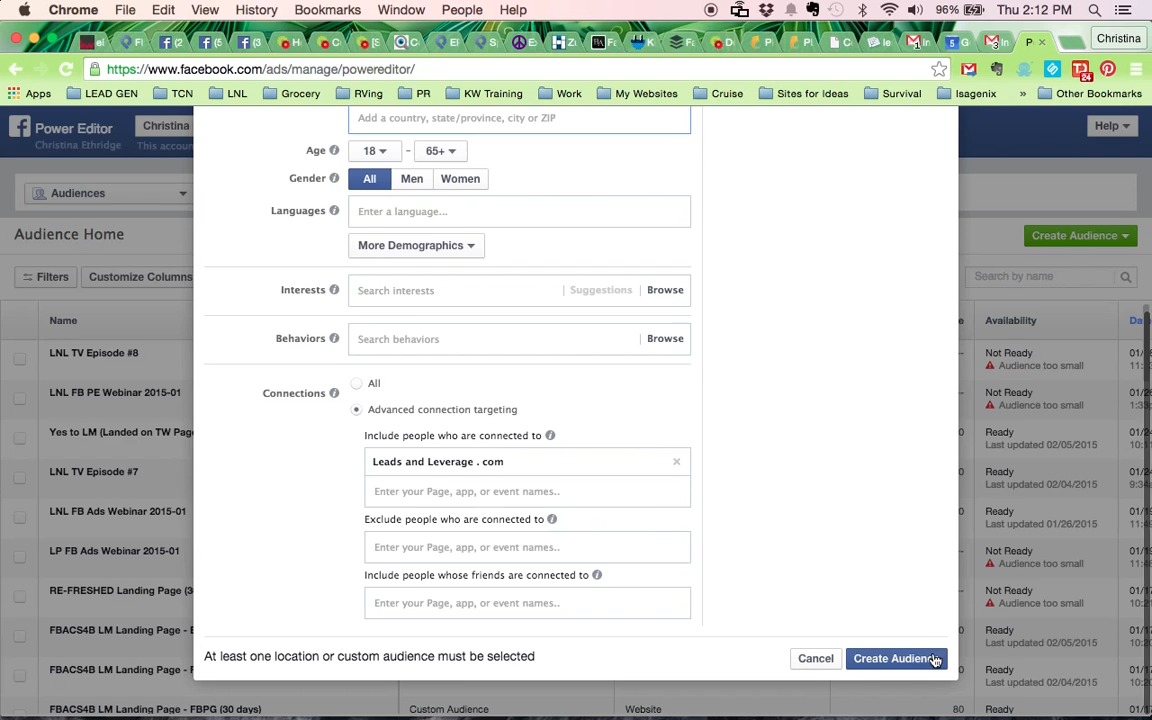 Chrome File Edit View History Bookmarks Window People Help 96% Thu 2:12 PM
Christina
https://www.facebook.com/ads/manage/powereditor/
Apps LEAD GEN TCN LNL Grocery RVing PR KW Training Work My Websites Cruise Sites for Ideas Survival Isagenix » Other Bookmarks
Power Editor
Christina Ethridge
Christina
This accou
Help
Audiences
Audience Home
Create Audience
Filters
Customize Columns
Search by name
Name
Availability
Da
LNL TV Episode #8
Not Ready
Audience too small
LNL FB PE Webinar 2015-01
Not Ready
Audience too small
Yes to LM (Landed on TW Pag
Ready
Last updated 02/05/2015
LNL TV Episode #7
Ready
Last updated 02/04/2015
LNL FB Ads Webinar 2015-01
Ready
Last updated 01/26/2015
LP FB Ads Webinar 2015-01
Not Ready
Audience too small
RE-FRESHED Landing Page (3
Not Ready
Audience too small
FBACS4B LM Landing Page -
Ready
Last updated 02/05/2015
FBACS4B LM Landing Page -
Ready
Last updated 02/05/2015
FBACS4B LM Landing Page - FBPG (30 days)
Custom Audience
Website
80
Ready
Add a country, state/province, city or ZIP
Age 18 - 65+
Gender All Men Women
Languages Enter a language...
More Demographics
Interests Search interests | Suggestions | Browse
Behaviors Search behaviors | Browse
Connections All
Advanced connection targeting
Include people who are connected to
Leads and Leverage . com
Enter your Page, app, or event names..
Exclude people who are connected to
Enter your Page, app, or event names..
Include people whose friends are connected to
Enter your Page, app, or event names..
At least one location or custom audience must be selected
Cancel
Create Audience